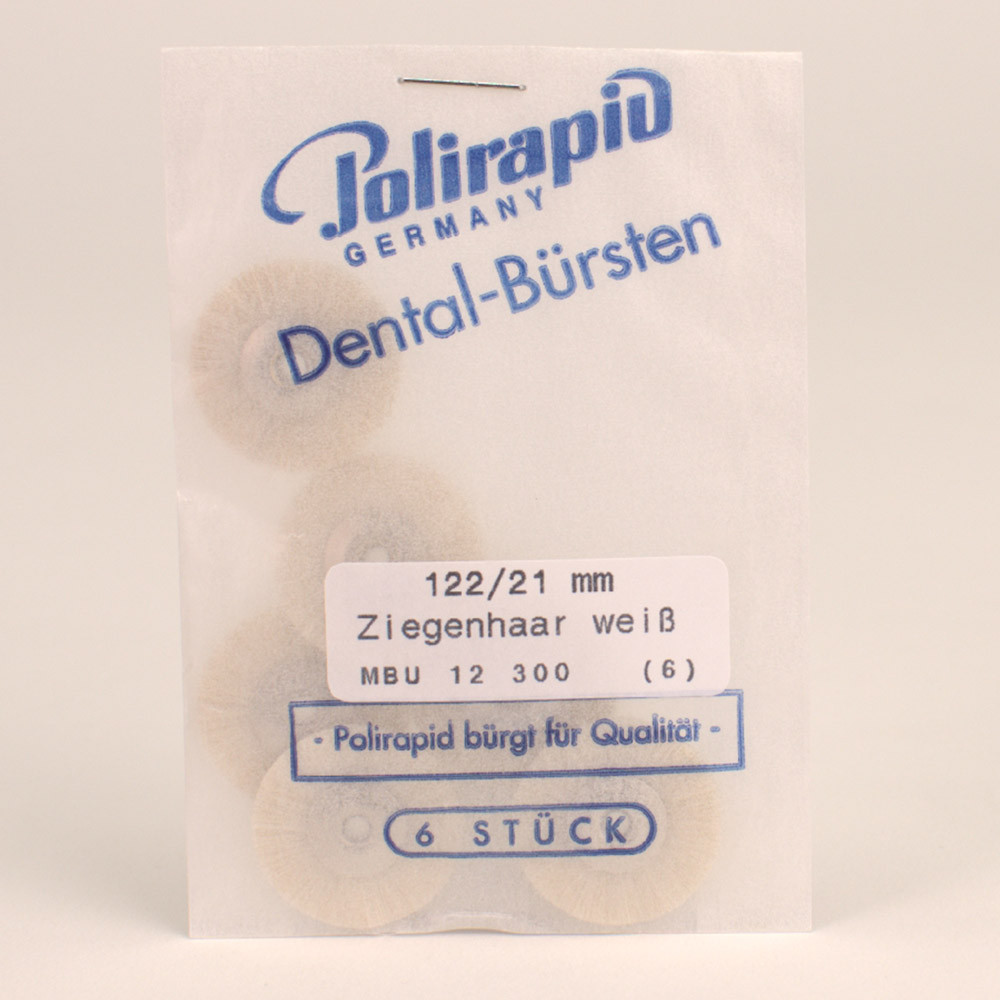 Polirapid
GERMANY
Dental-Bürsten
122/21 mm
Ziegenhaar weiß
MBU 12 300 (6)
- Polirapid bürgt für Qualität -
6 STÜCK